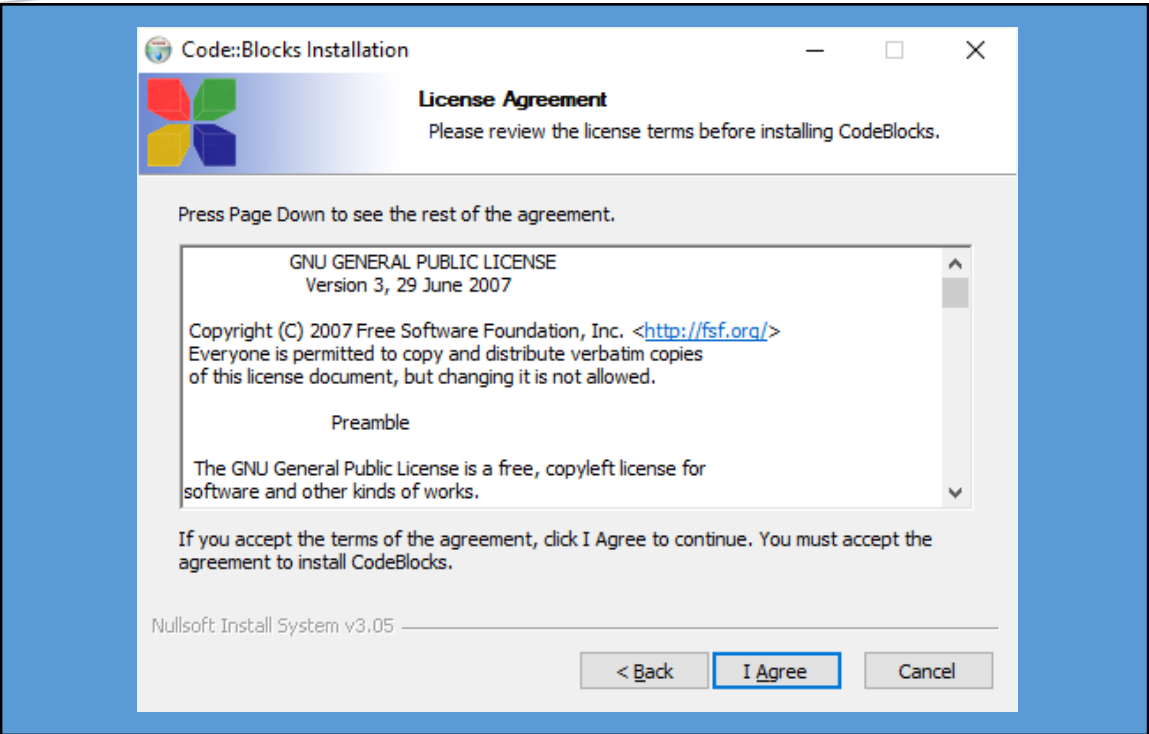 Code::Blocks Installation
License Agreement
Please review the license terms before installing CodeBlocks.
Press Page Down to see the rest of the agreement.
GNU GENERAL PUBLIC LICENSE
Version 3, 29 June 2007
Copyright (C) 2007 Free Software Foundation, Inc. <http://fsf.org/>
Everyone is permitted to copy and distribute verbatim copies
of this license document, but changing it is not allowed.
Preamble
The GNU General Public License is a free, copyleft license for
software and other kinds of works.
If you accept the terms of the agreement, click I Agree to continue. You must accept the
agreement to install CodeBlocks.
Nullsoft Install System v3.05
< Back I Agree Cancel